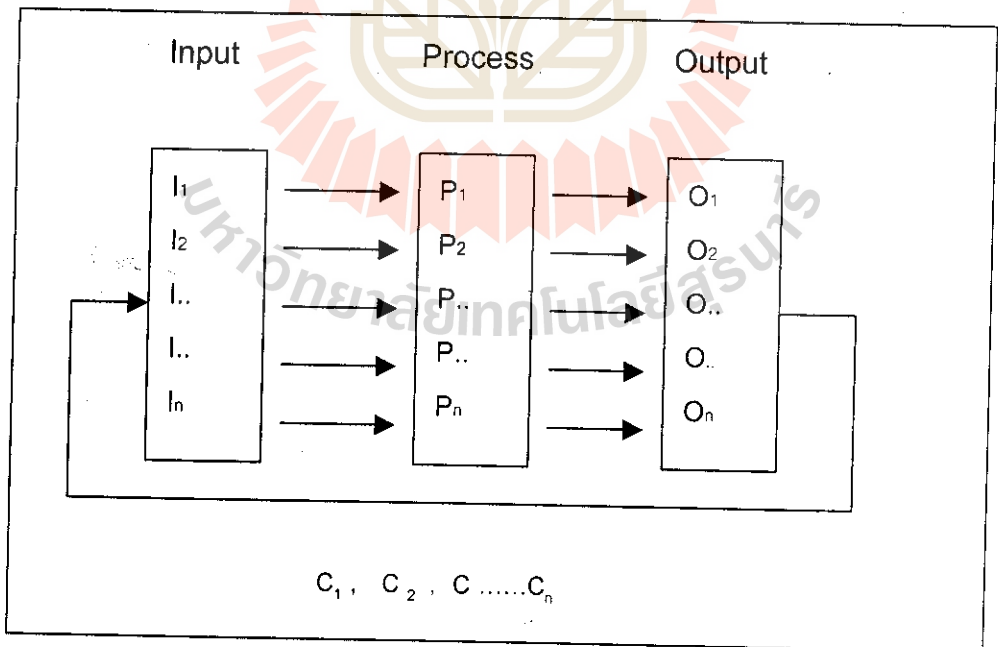 Input Process Output
I1 P1 O1
I2 P2 O2
I.. P.. O..
I.. P.. O..
In Pn On
C1 , C2 , C ......Cn
มหาวิทยาลัยเทคโนโลยีสุรนารี